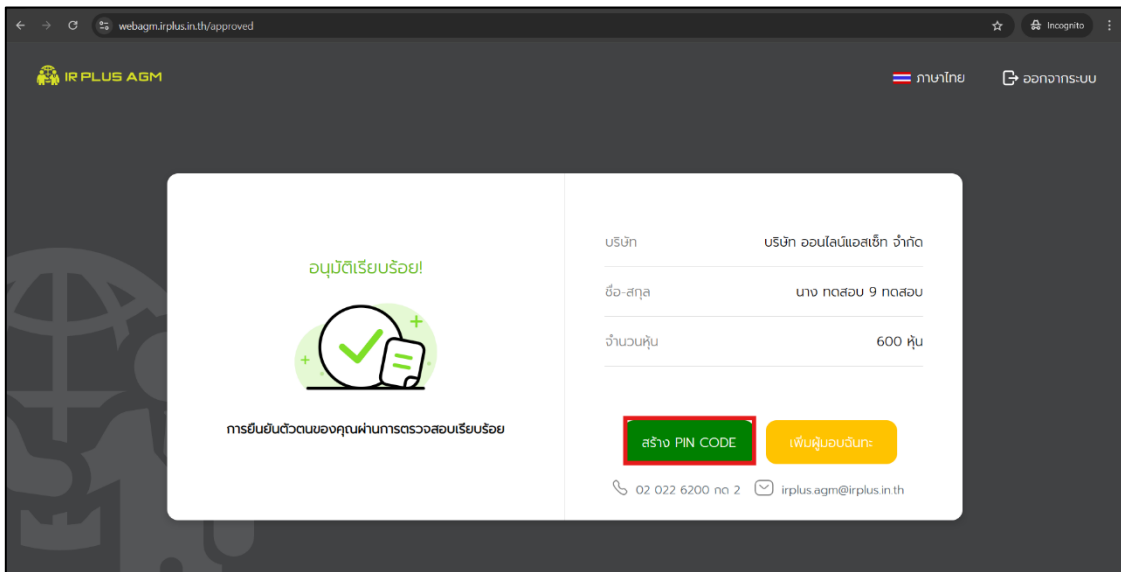 webagm.irplus.in.th/approved
Incognito
IR PLUS AGM
ภาษาไทย
ออกจากระบบ
อนุมัติเรียบร้อย!
การยืนยันตัวตนของคุณผ่านการตรวจสอบเรียบร้อย
บริษัท บริษัท ออนไลน์แอสเซ็ท จำกัด
ชื่อ-สกุล นาง ทดสอบ 9 ทดสอบ
จำนวนหุ้น 600 หุ้น
สร้าง PIN CODE เพิ่มผู้มอบฉันทะ
02 022 6200 กด 2 irplus.agm@irplus.in.th